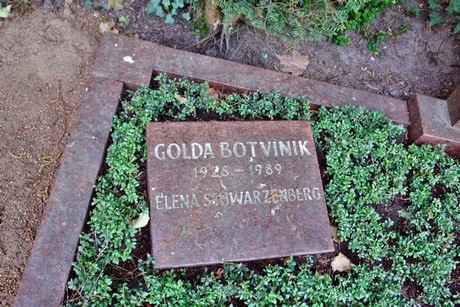 GOLDA BOTVINIK
1928 – 1989
ELENA SCHWARZENBERG